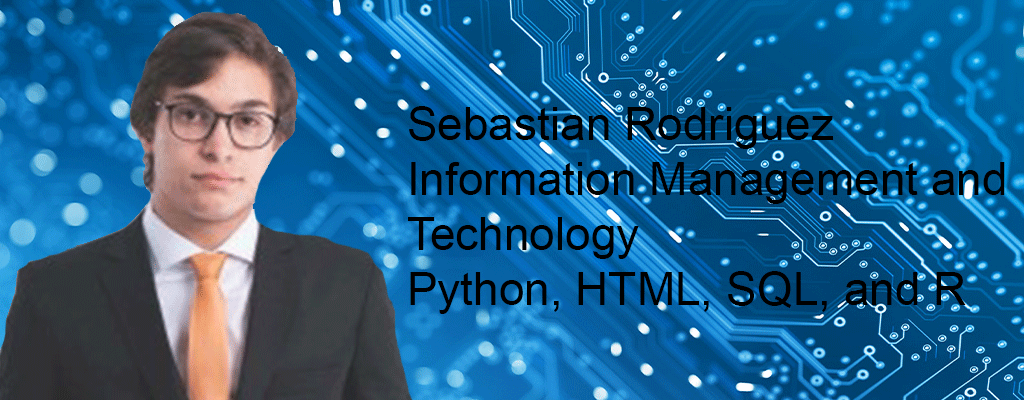 Sebastian Rodriguez
Information Management and
Technology
Python, HTML, SQL, and R